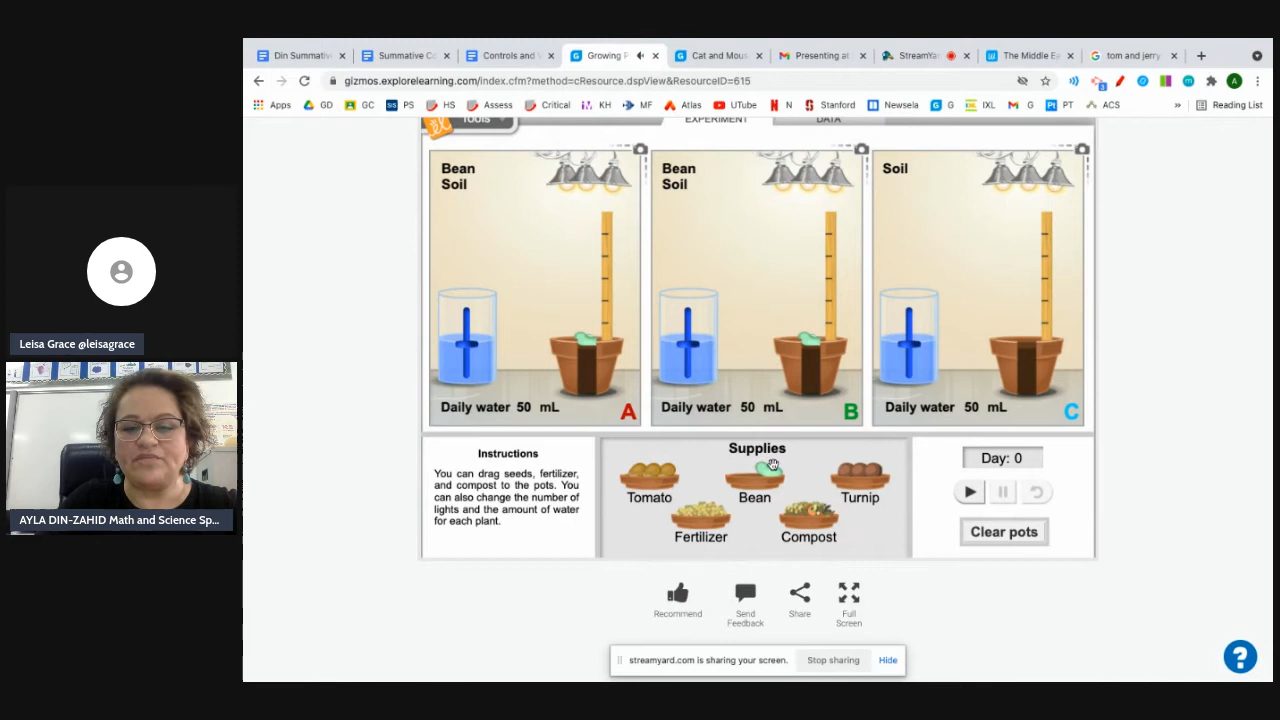 Din Summativ
Summative Co
Controls and V
Growing P
Cat and Mous
Presenting at
StreamYar
The Middle Ea
tom and jerry
gizmos.explorelearning.com/index.cfm?method=cResource.dspView&ResourceID=615
Apps
GD
GC
PS
HS
Assess
Critical
KH
MF
Atlas
UTube
N
Stanford
Newsela
G
IXL
G
PT
ACS
»
Reading List
Tools
EXPERIMENT
DATA
Bean
Soil
Daily water 50 mL
A
Bean
Soil
Daily water 50 mL
B
Soil
Daily water 50 mL
C
Leisa Grace @leisagrace
AYLA DIN-ZAHID Math and Science Sp...
Instructions
You can drag seeds, fertilizer,
and compost to the pots. You
can also change the number of
lights and the amount of water
for each plant.
Supplies
Tomato
Bean
Turnip
Fertilizer
Compost
Day: 0
Clear pots
Recommend
Send
Feedback
Share
Full
Screen
streamyard.com is sharing your screen.
Stop sharing
Hide
?